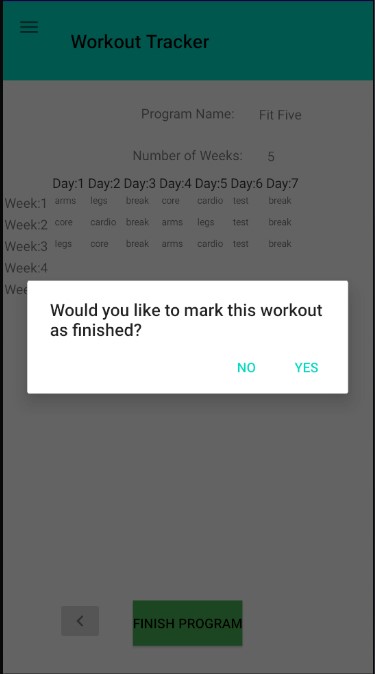 Workout Tracker
Program Name: Fit Five
Number of Weeks: 5
Day:1 Day:2 Day:3 Day:4 Day:5 Day:6 Day:7
Week:1 arms legs break core cardio test break
Week:2 core cardio break arms legs test break
Week:3 legs core break arms cardio test break
Week:4
Would you like to mark this workout
as finished?
NO YES
FINISH PROGRAM